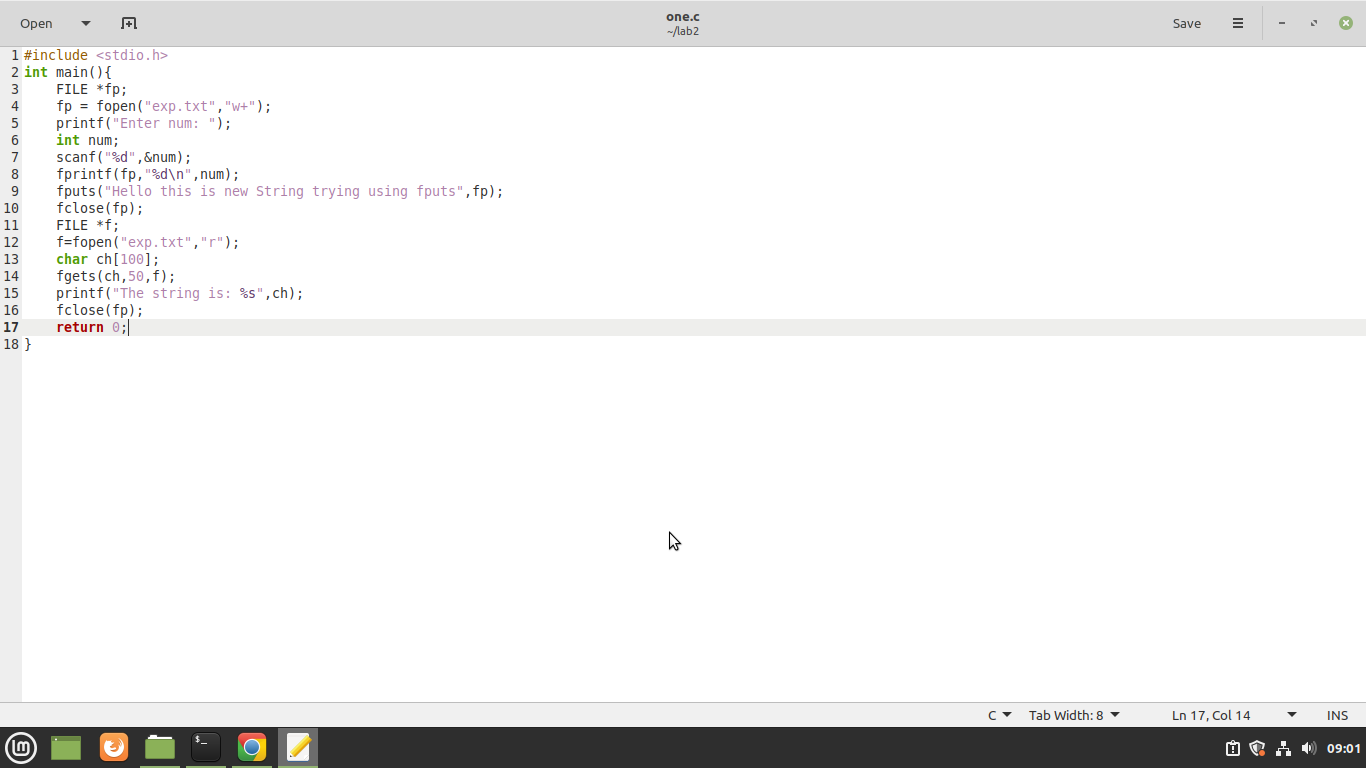 Open
one.c
~/lab2
Save
1 #include <stdio.h>
2 int main(){
3     FILE *fp;
4     fp = fopen("exp.txt","w+");
5     printf("Enter num: ");
6     int num;
7     scanf("%d",&num);
8     fprintf(fp,"%d\n",num);
9     fputs("Hello this is new String trying using fputs",fp);
10     fclose(fp);
11     FILE *f;
12     f=fopen("exp.txt","r");
13     char ch[100];
14     fgets(ch,50,f);
15     printf("The string is: %s",ch);
16     fclose(fp);
17     return 0;
18 }
C Tab Width: 8 Ln 17, Col 14 INS
$_
09:01